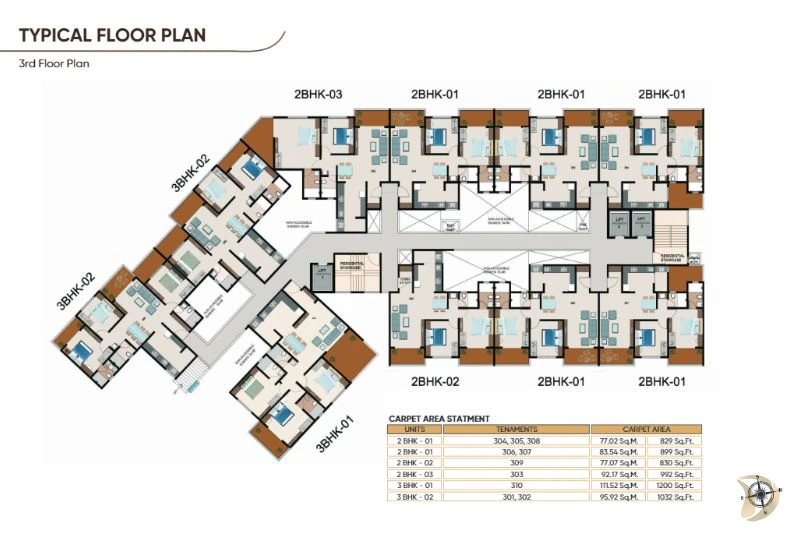 TYPICAL FLOOR PLAN
3rd Floor Plan
2BHK-03
2BHK-01
2BHK-01
2BHK-01
3BHK-02
3BHK-02
NON ACCESSIBLE
LIFT
LIFT
RESIDENTIAL
STAIRCASE
LIFT
RESIDENTIAL
STAIRCASE
3BHK-01
2BHK-02
2BHK-01
2BHK-01
CARPET AREA STATMENT
UNITS TENAMENTS CARPET AREA
2 BHK - 01 304, 305, 308 77.02 Sq.M. 829 Sq.Ft.
2 BHK - 01 306, 307 83.54 Sq.M. 899 Sq.Ft.
2 BHK - 02 309 77.07 Sq.M. 830 Sq.Ft.
2 BHK - 03 303 92.17 Sq.M. 992 Sq.Ft.
3 BHK - 01 310 111.52 Sq.M. 1200 Sq.Ft.
3 BHK - 02 301, 302 95.92 Sq.M. 1032 Sq.Ft.